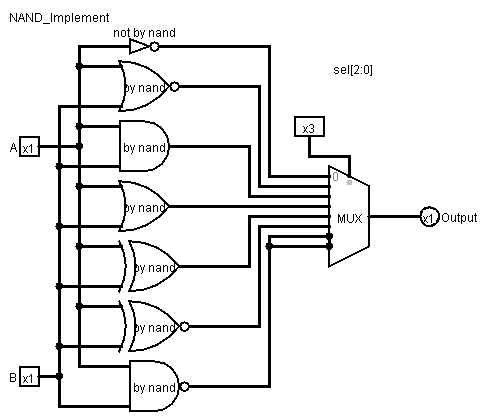 NAND_Implement
not by nand
sel[2:0]
by nand
x3
A x1
by nand
0
by nand
MUX
x1 Output
by nand
by nand
B x1
by nand